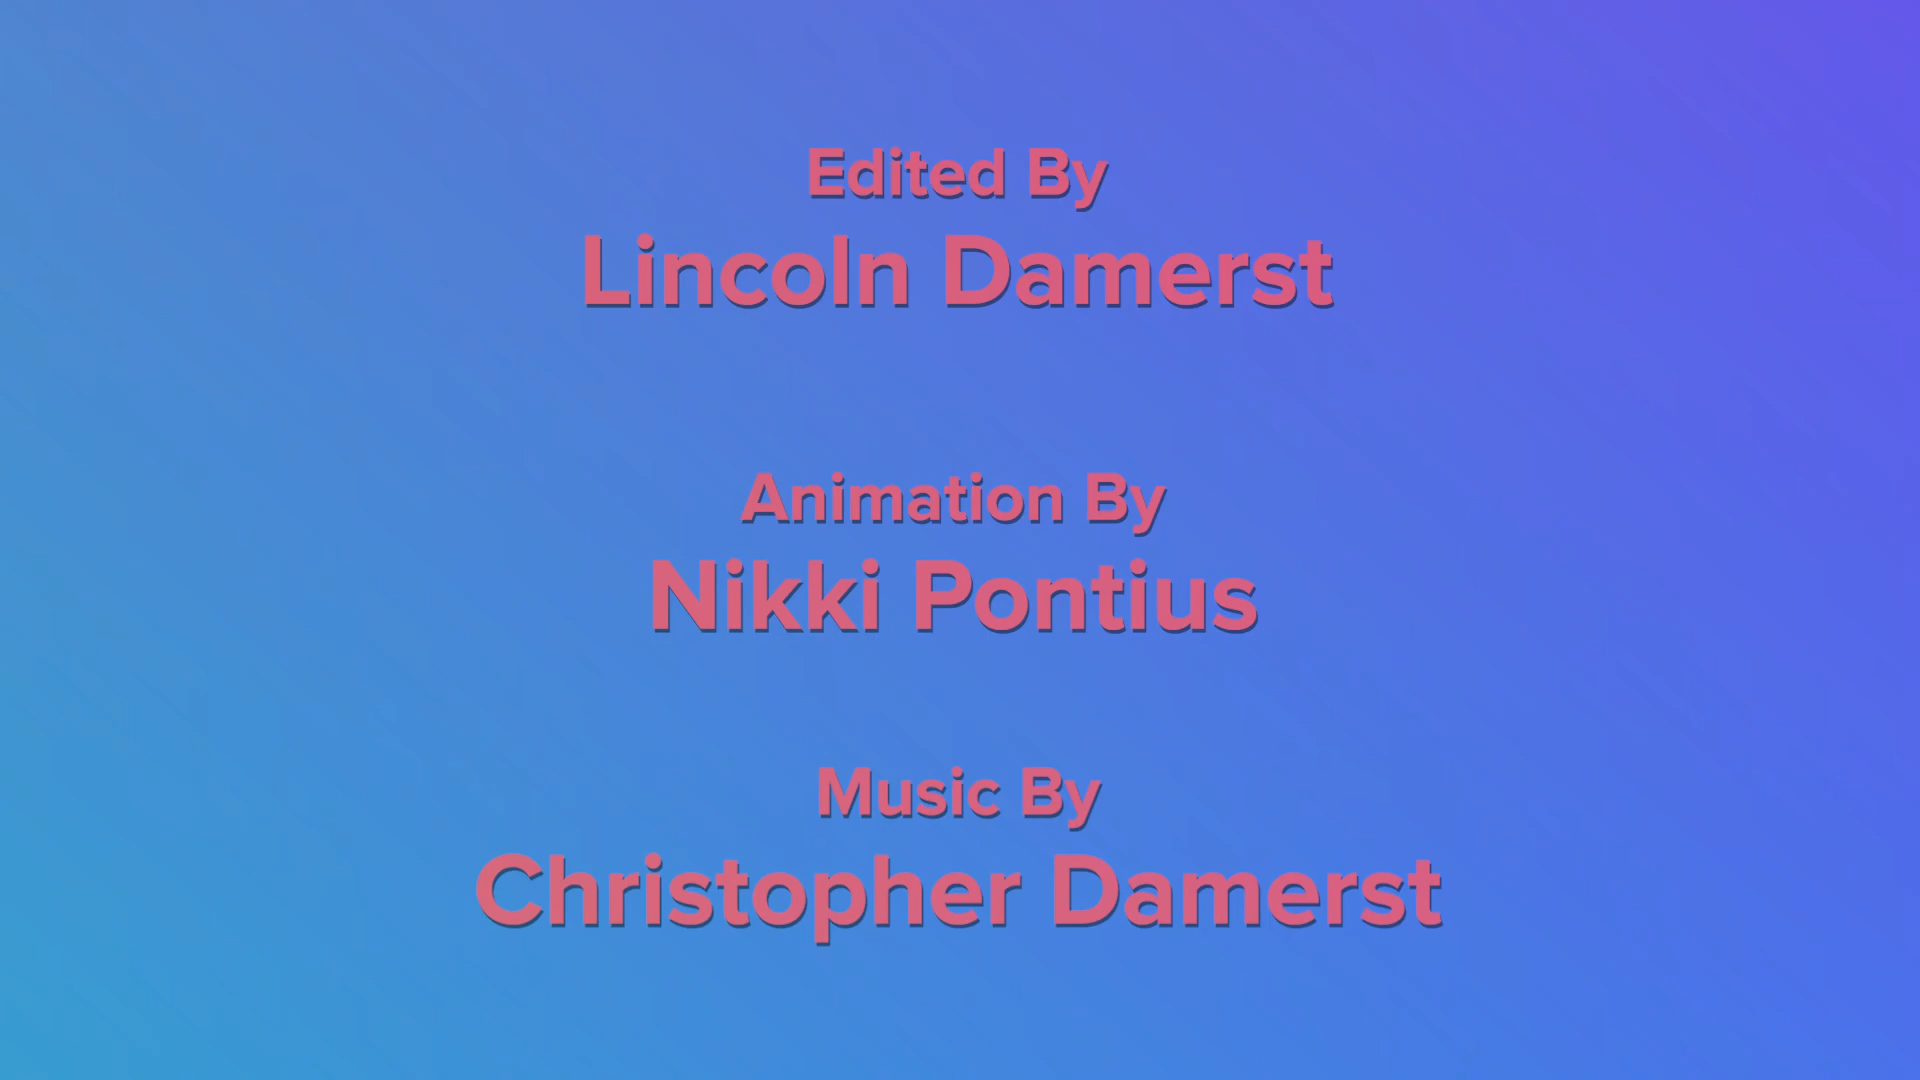 Edited By
Lincoln Damerst
Animation By
Nikki Pontius
Music By
Christopher Damerst